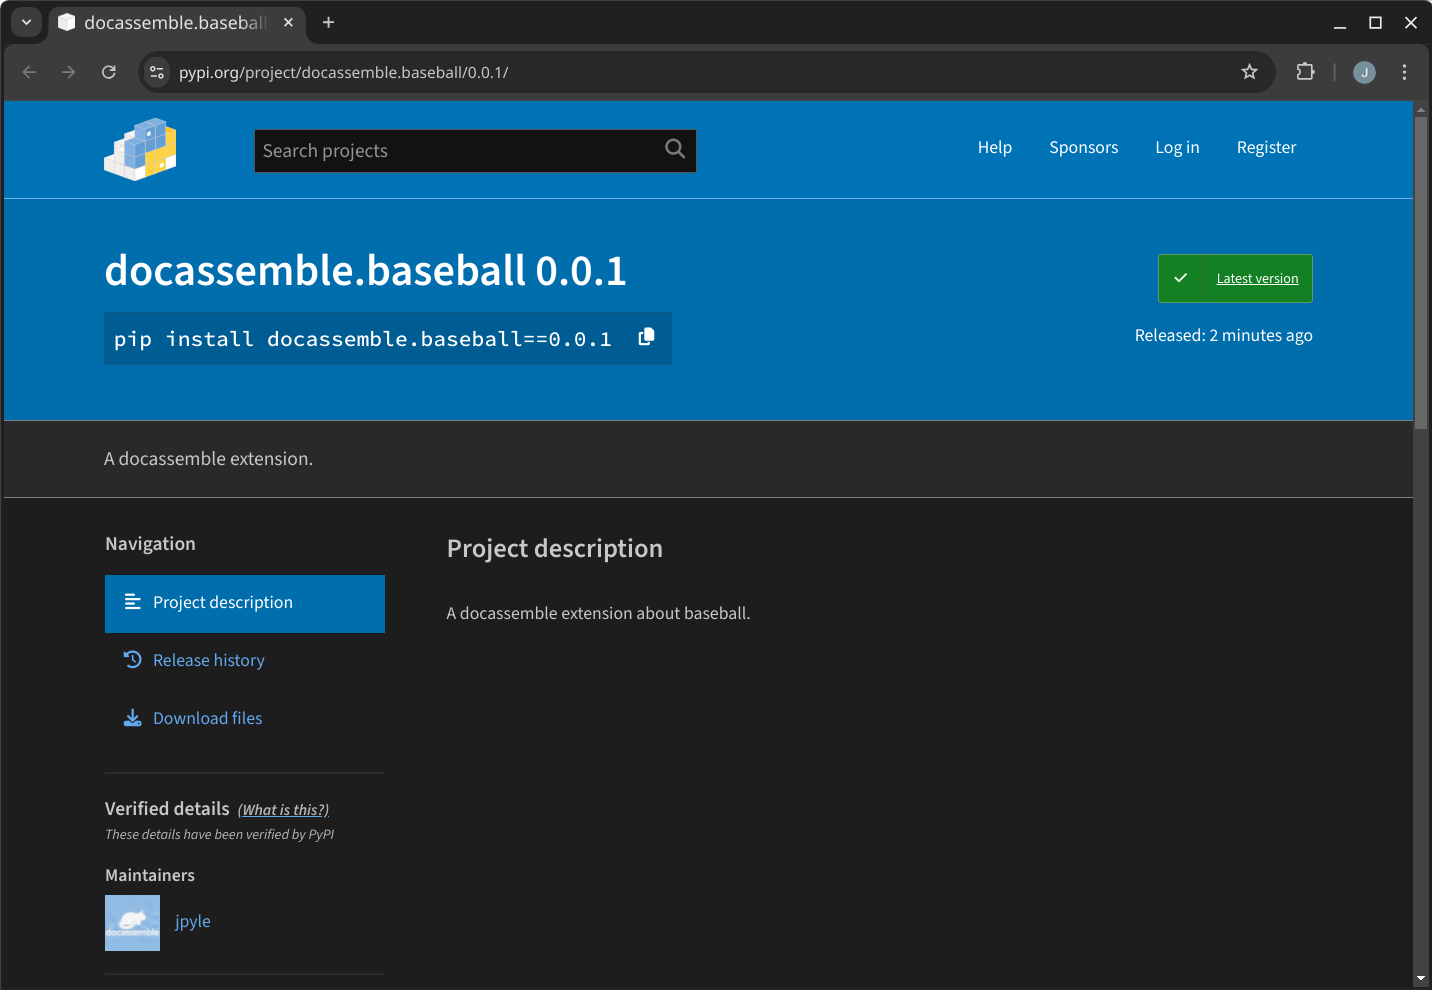 docassemble.baseball
pypi.org/project/docassemble.baseball/0.0.1/
J
Search projects
Help
Sponsors
Log in
Register
docassemble.baseball 0.0.1
pip install docassemble.baseball==0.0.1
Latest version
Released: 2 minutes ago
A docassemble extension.
Navigation
Project description
Release history
Download files
Verified details (What is this?)
These details have been verified by PyPI
Maintainers
docassemble
jpyle
Project description
A docassemble extension about baseball.